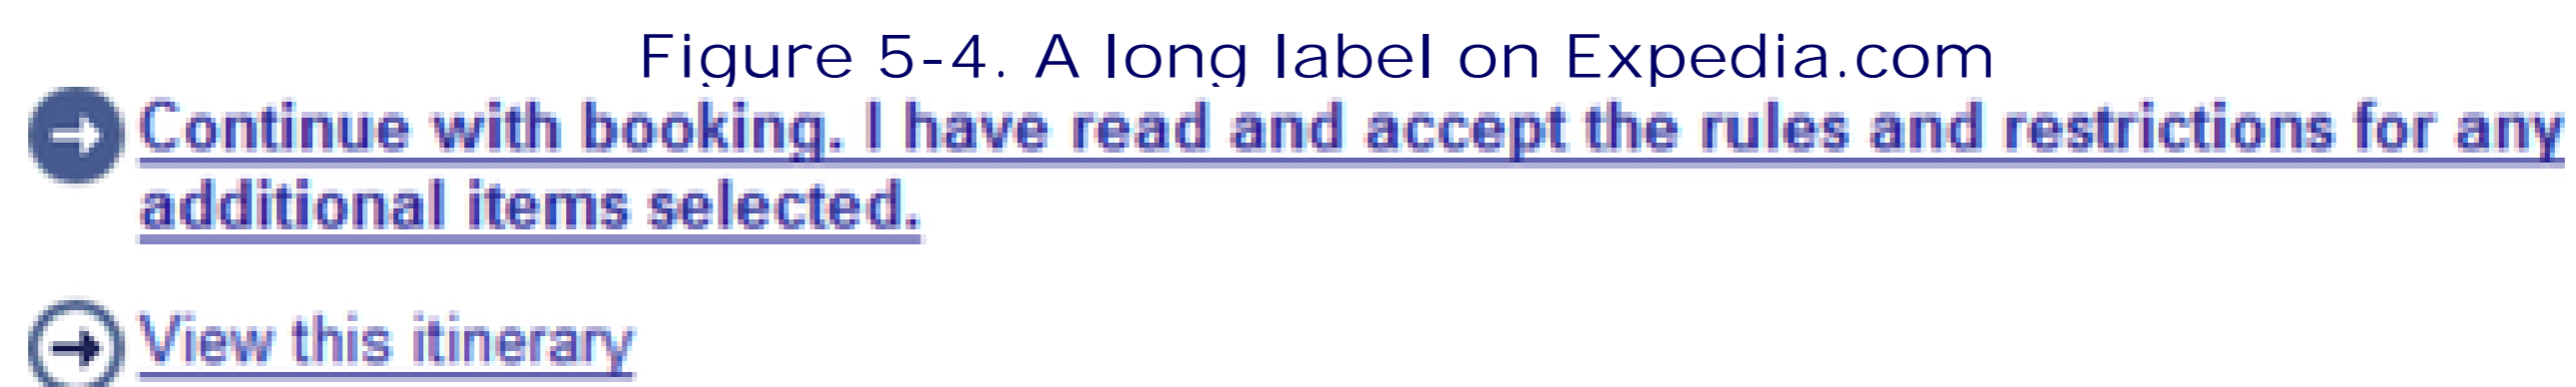 Figure 5-4. A long label on Expedia.com
Continue with booking. I have read and accept the rules and restrictions for any
additional items selected.
View this itinerary